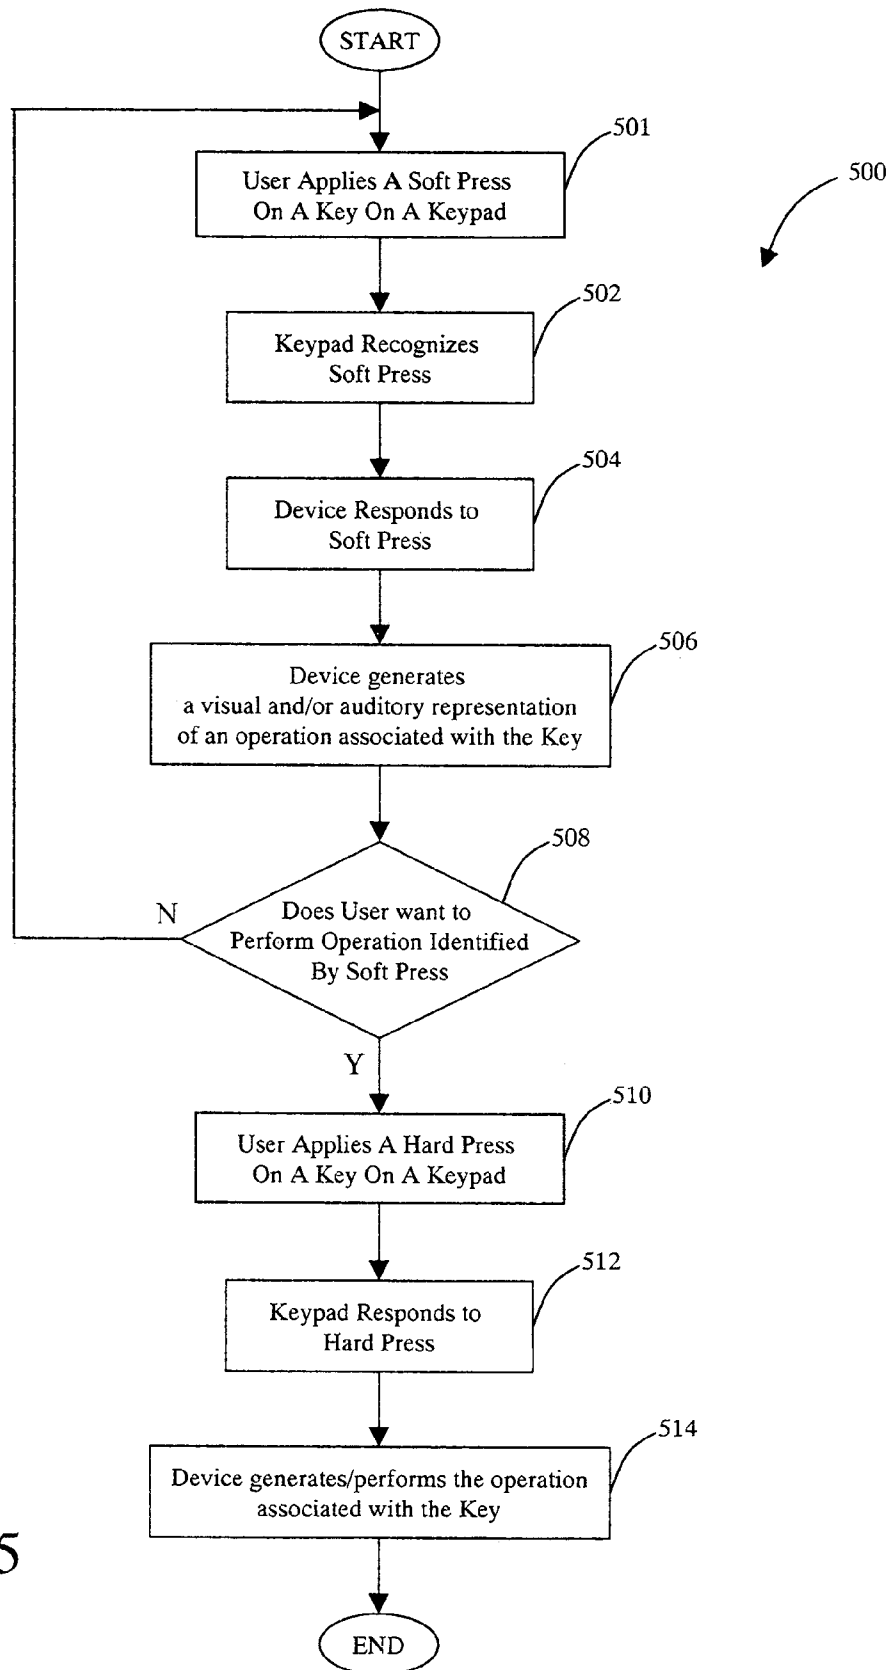 START
501
User Applies A Soft Press
On A Key On A Keypad
500
502
Keypad Recognizes
Soft Press
504
Device Responds to
Soft Press
506
Device generates
a visual and/or auditory representation
of an operation associated with the Key
508
N
Does User want to
Perform Operation Identified
By Soft Press
Y
510
User Applies A Hard Press
On A Key On A Keypad
512
Keypad Responds to
Hard Press
514
Device generates/performs the operation
associated with the Key
5
END